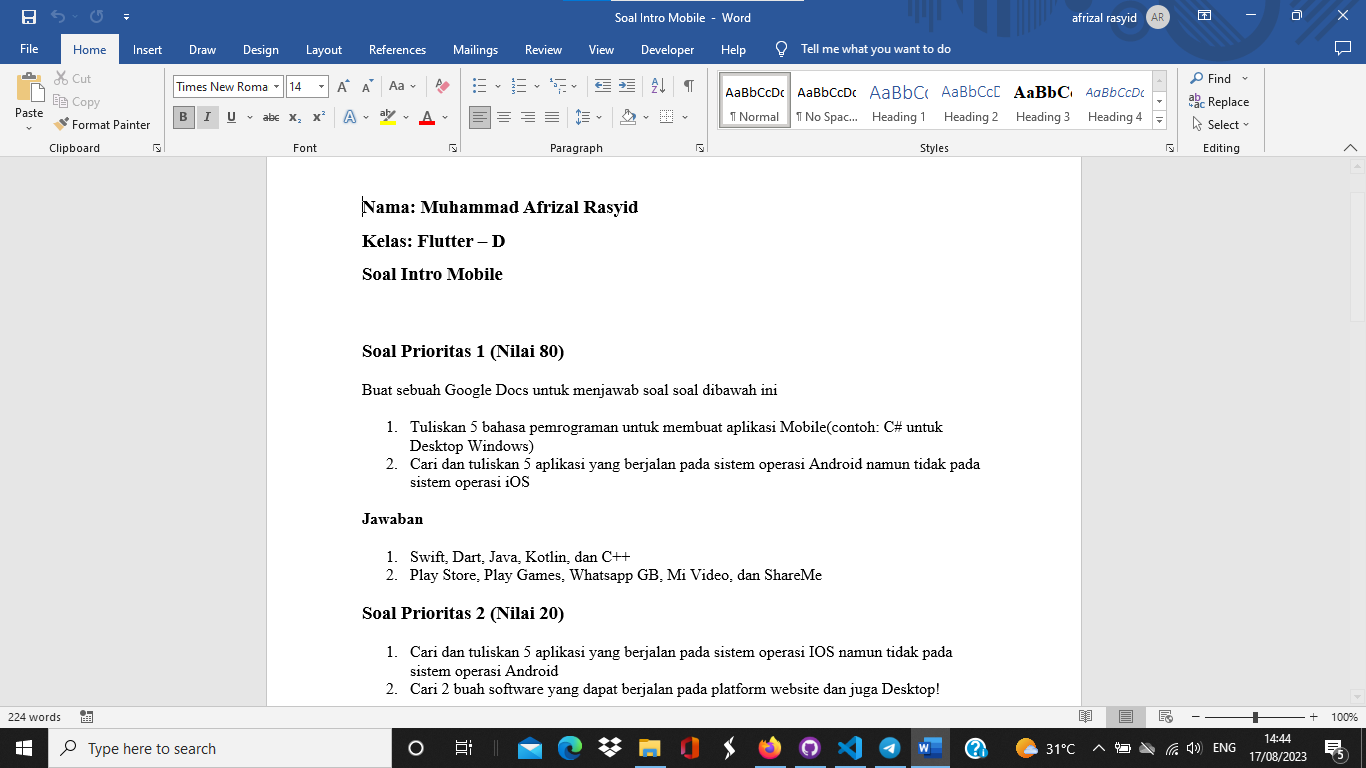 Soal Intro Mobile - Word
afrizal rasyid AR
File Home Insert Draw Design Layout References Mailings Review View Developer Help Tell me what you want to do
Paste
Cut
Copy
Format Painter
Clipboard
Times New Roma 14 A A Aa A
B I U abc x2 x2 A ab A
Font
Paragraph
AaBbCcDc AaBbCcDc AaBbCc AaBbCcD AaBbCc AaBbCcDc
¶ Normal ¶ No Spac... Heading 1 Heading 2 Heading 3 Heading 4
Styles
Find
Replace
Select
Editing
Nama: Muhammad Afrizal Rasyid
Kelas: Flutter – D
Soal Intro Mobile
Soal Prioritas 1 (Nilai 80)
Buat sebuah Google Docs untuk menjawab soal soal dibawah ini
1. Tuliskan 5 bahasa pemrograman untuk membuat aplikasi Mobile(contoh: C# untuk
Desktop Windows)
2. Cari dan tuliskan 5 aplikasi yang berjalan pada sistem operasi Android namun tidak pada
sistem operasi iOS
Jawaban
1. Swift, Dart, Java, Kotlin, dan C++
2. Play Store, Play Games, Whatsapp GB, Mi Video, dan ShareMe
Soal Prioritas 2 (Nilai 20)
1. Cari dan tuliskan 5 aplikasi yang berjalan pada sistem operasi IOS namun tidak pada
sistem operasi Android
2. Cari 2 buah software yang dapat berjalan pada platform website dan juga Desktop!
224 words
100%
Type here to search
31°C
ENG
14:44
17/08/2023
5